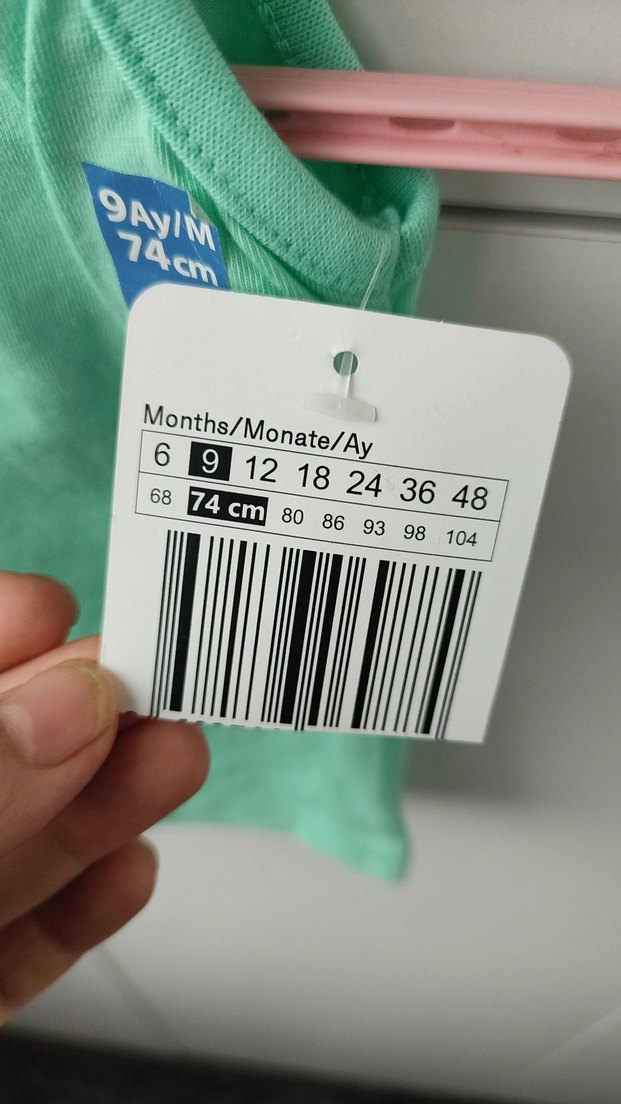 9Ay/M
74cm
Months/Monate/Ay
6 9 12 18 24 36 48
68 74 cm 80 86 93 98 104